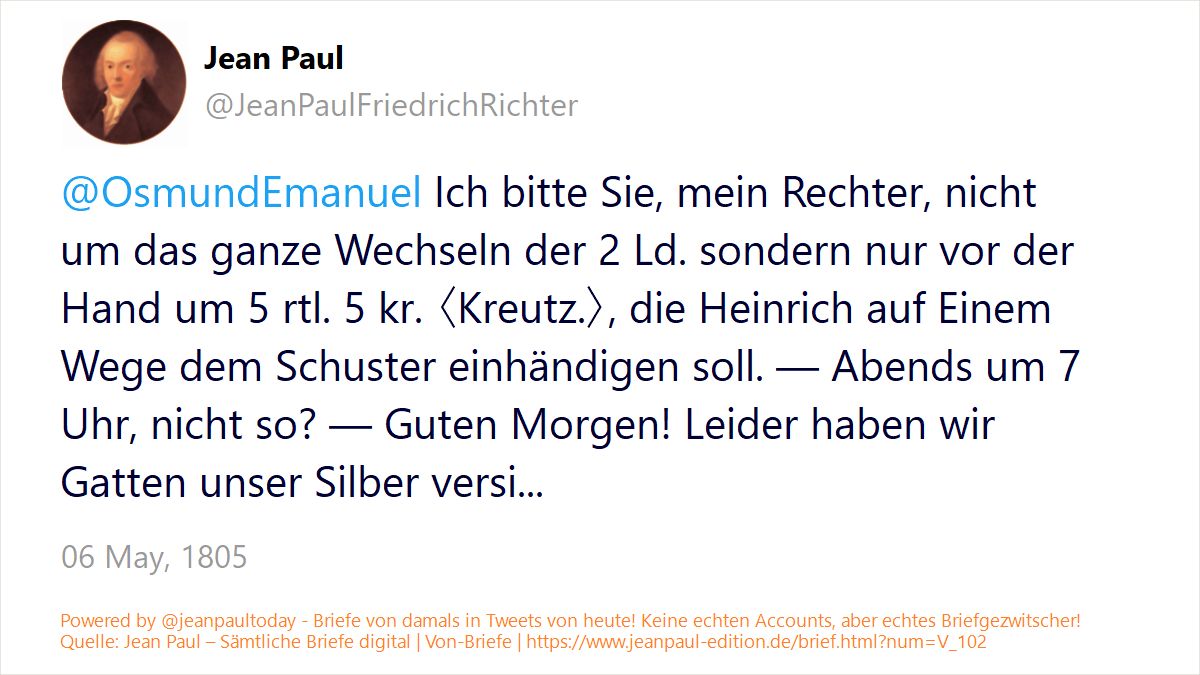 Jean Paul
@JeanPaulFriedrichRichter
@OsmundEmanuel Ich bitte Sie, mein Rechter, nicht
um das ganze Wechseln der 2 Ld. sondern nur vor der
Hand um 5 rtl. 5 kr. 〈Kreutz.〉, die Heinrich auf Einem
Wege dem Schuster einhändigen soll. — Abends um 7
Uhr, nicht so? — Guten Morgen! Leider haben wir
Gatten unser Silber versi...
06 May, 1805
Powered by @jeanpaultoday - Briefe von damals in Tweets von heute! Keine echten Accounts, aber echtes Briefgezwitscher!
Quelle: Jean Paul – Sämtliche Briefe digital | Von-Briefe | https://www.jeanpaul-edition.de/brief.html?num=V_102